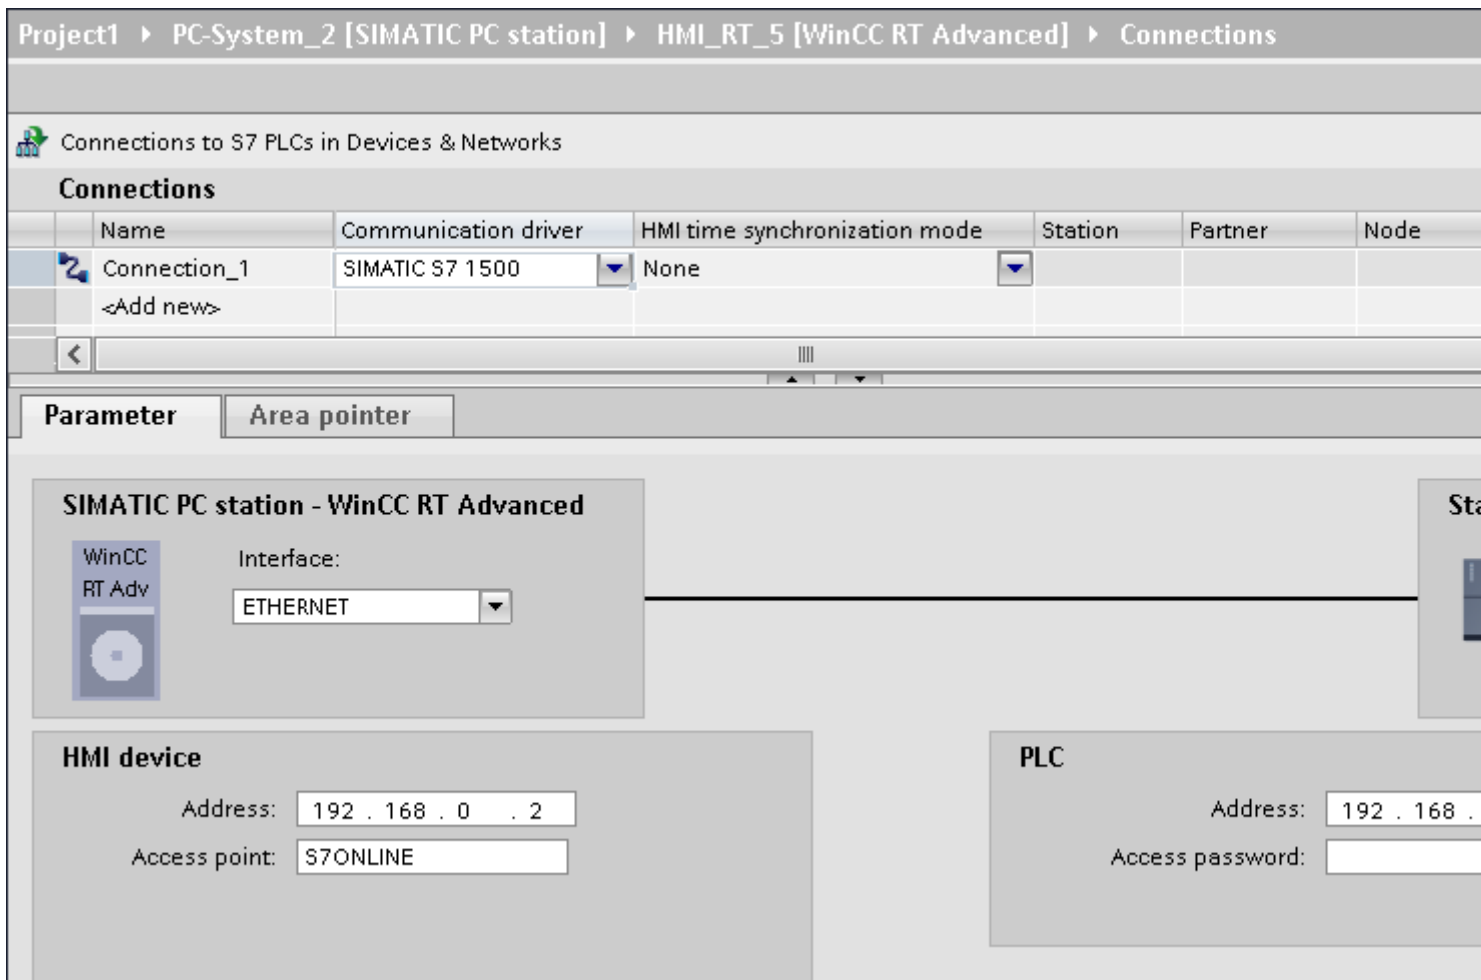 Project1 ▸ PC-System_2 [SIMATIC PC station] ▸ HMI_RT_5 [WinCC RT Advanced] ▸ Connections
Connections to S7 PLCs in Devices & Networks
Connections
Name Communication driver HMI time synchronization mode Station Partner Node
Connection_1 SIMATIC S7 1500 None
<Add new>
Parameter Area pointer
SIMATIC PC station - WinCC RT Advanced Sta
WinCC
RT Adv
Interface:
ETHERNET
HMI device
Address: 192 . 168 . 0 . 2
Access point: S7ONLINE
PLC
Address: 192 . 168 .
Access password: